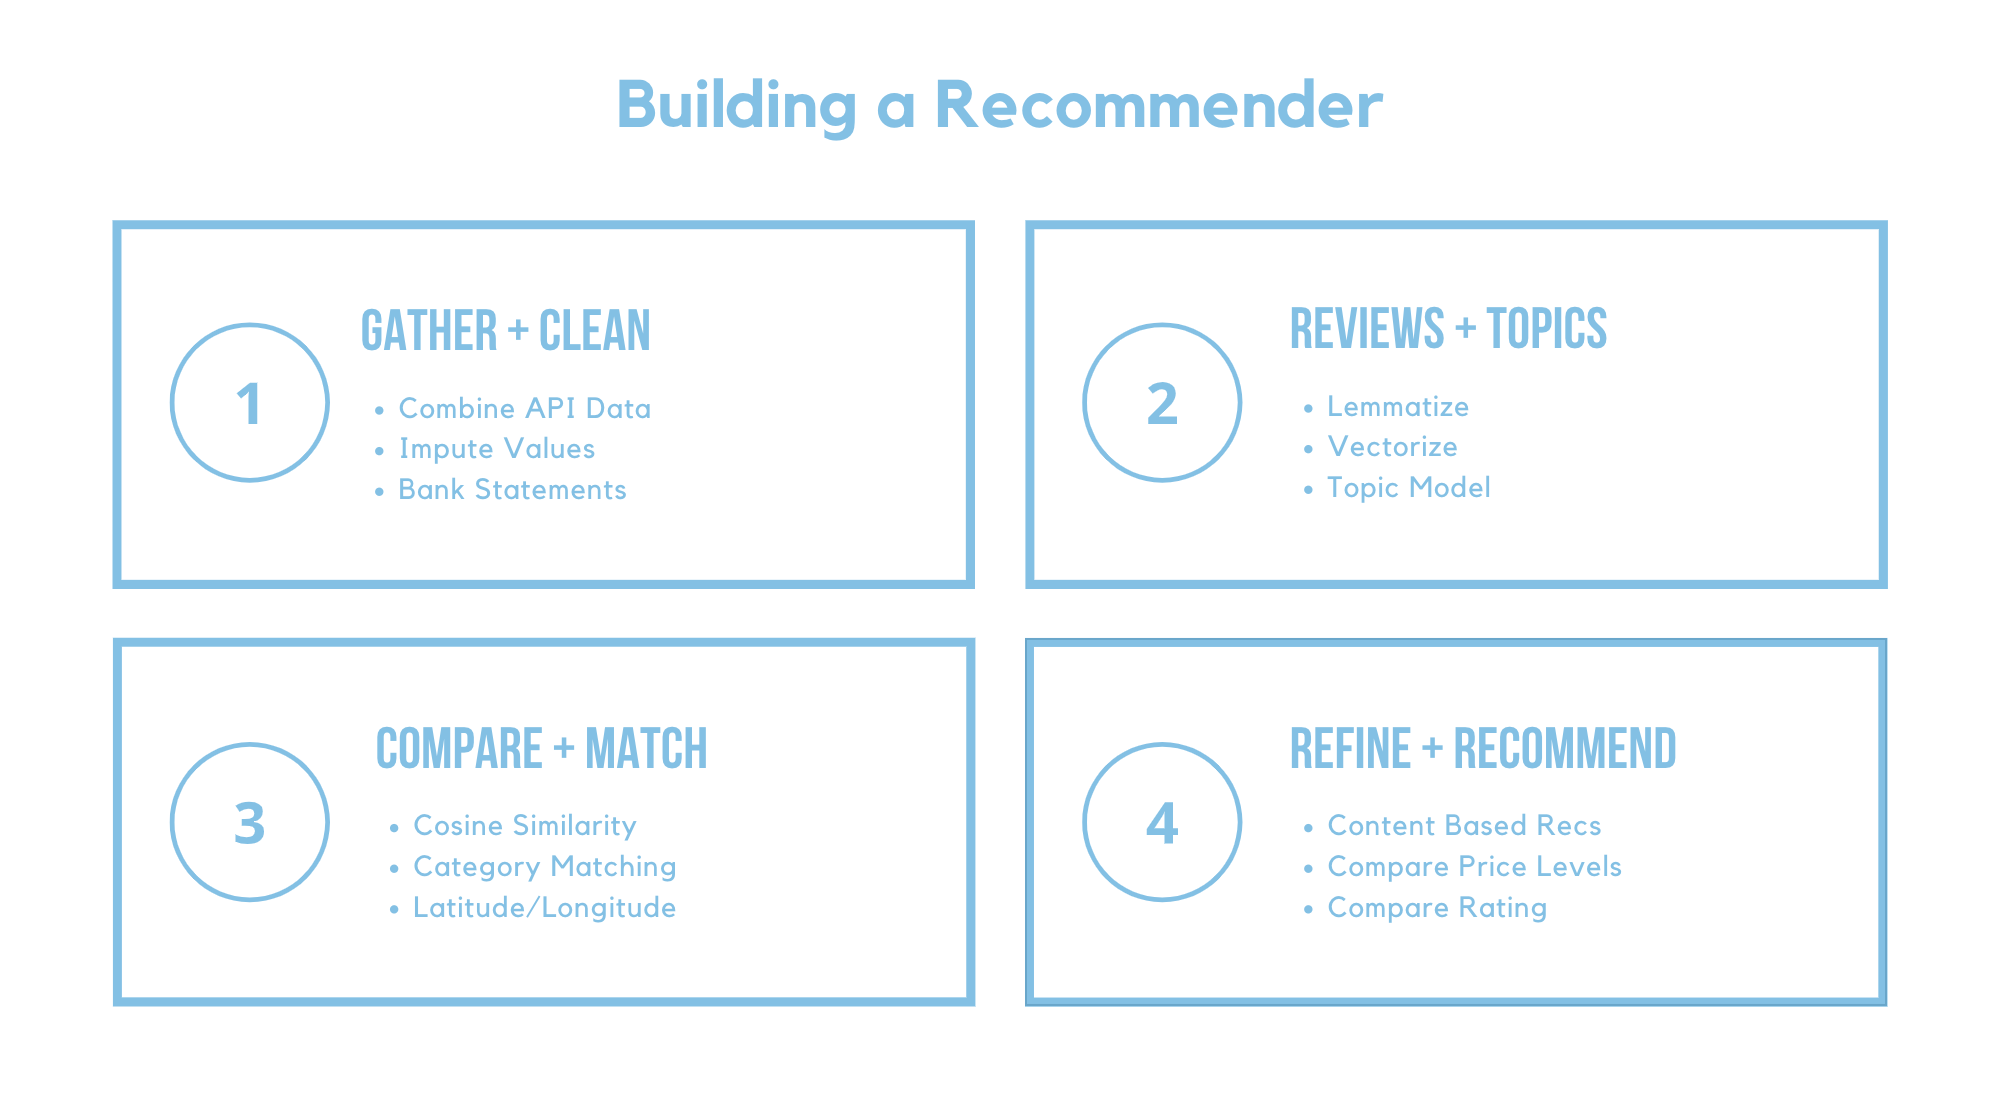 Building a Recommender
1
GATHER + CLEAN
• Combine API Data
• Impute Values
• Bank Statements
2
REVIEWS + TOPICS
• Lemmatize
• Vectorize
• Topic Model
3
COMPARE + MATCH
• Cosine Similarity
• Category Matching
• Latitude/Longitude
4
REFINE + RECOMMEND
• Content Based Recs
• Compare Price Levels
• Compare Rating